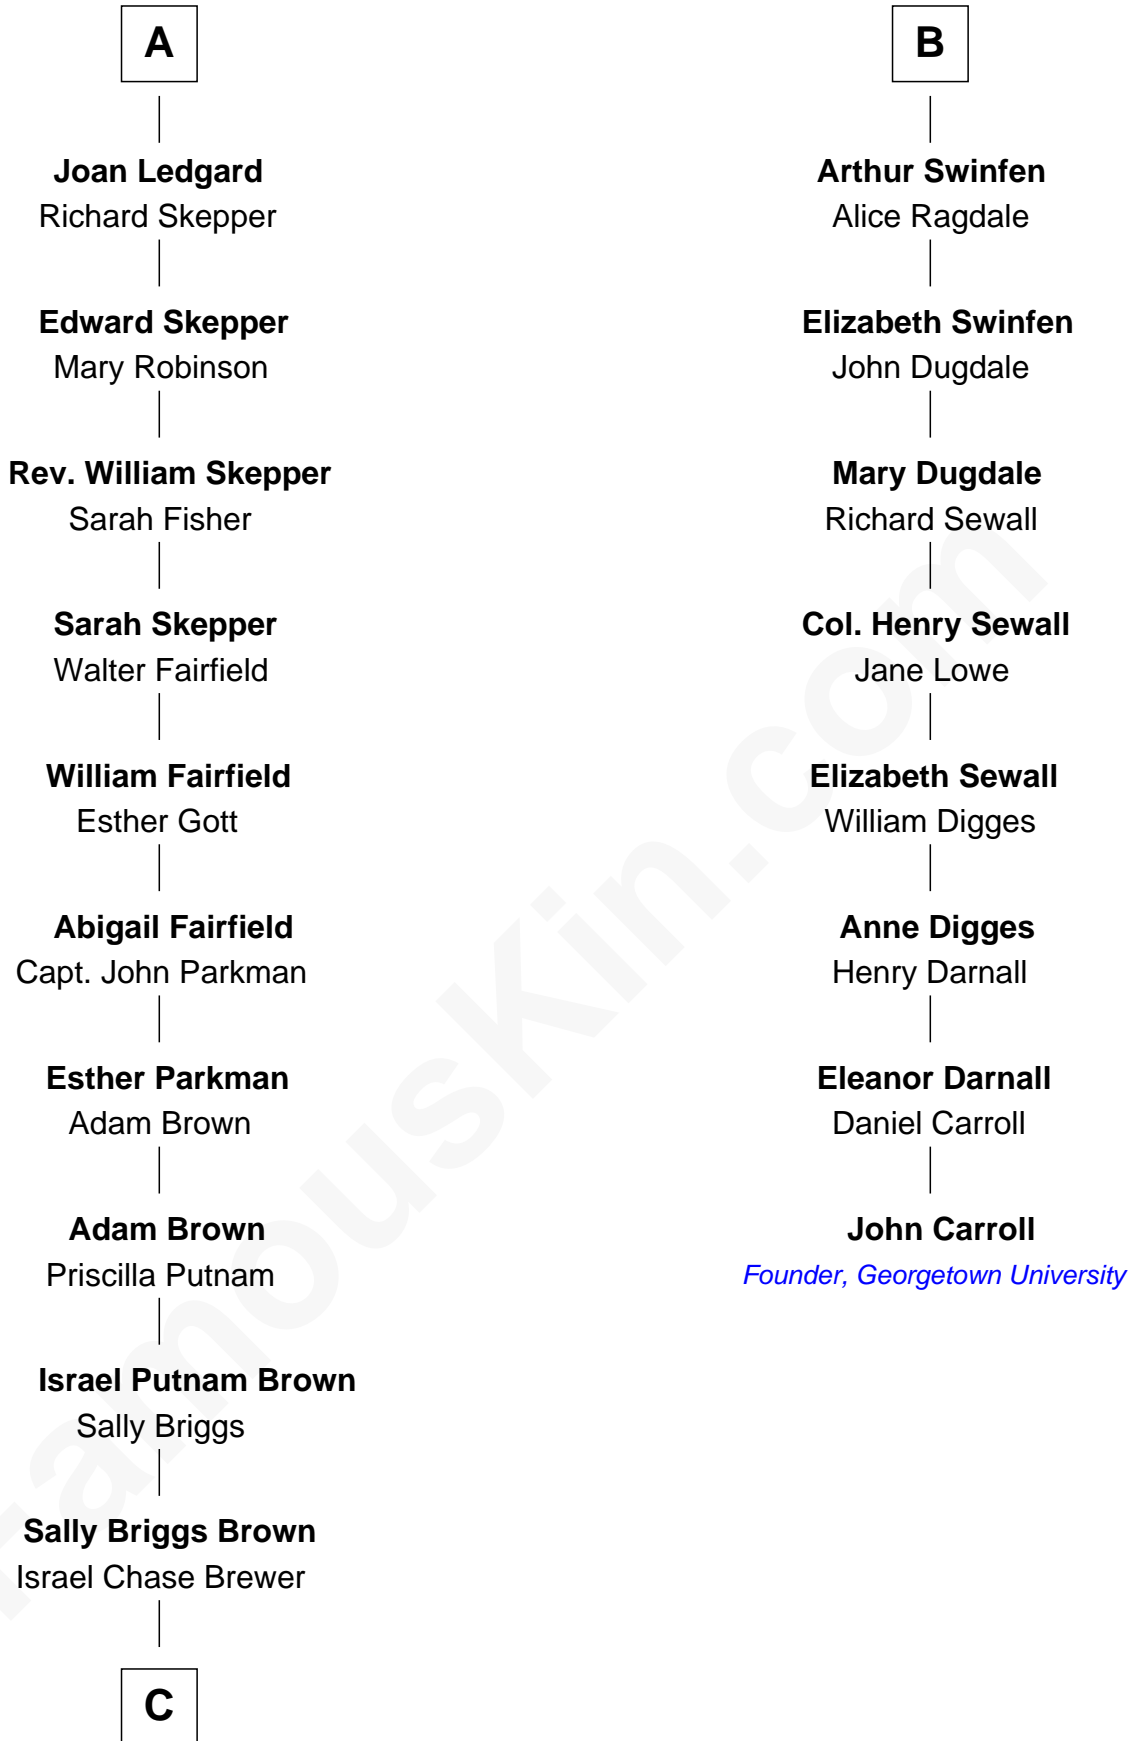 A
Joan Ledgard
Richard Skepper
Edward Skepper
Mary Robinson
Rev. William Skepper
Sarah Fisher
Sarah Skepper
Walter Fairfield
William Fairfield
Esther Gott
Abigail Fairfield
Capt. John Parkman
Esther Parkman
Adam Brown
Adam Brown
Priscilla Putnam
Israel Putnam Brown
Sally Briggs
Sally Briggs Brown
Israel Chase Brewer
C
B
Arthur Swinfen
Alice Ragdale
Elizabeth Swinfen
John Dugdale
Mary Dugdale
Richard Sewall
Col. Henry Sewall
Jane Lowe
Elizabeth Sewall
William Digges
Anne Digges
Henry Darnall
Eleanor Darnall
Daniel Carroll
John Carroll
Founder, Georgetown University
FamousKin.com